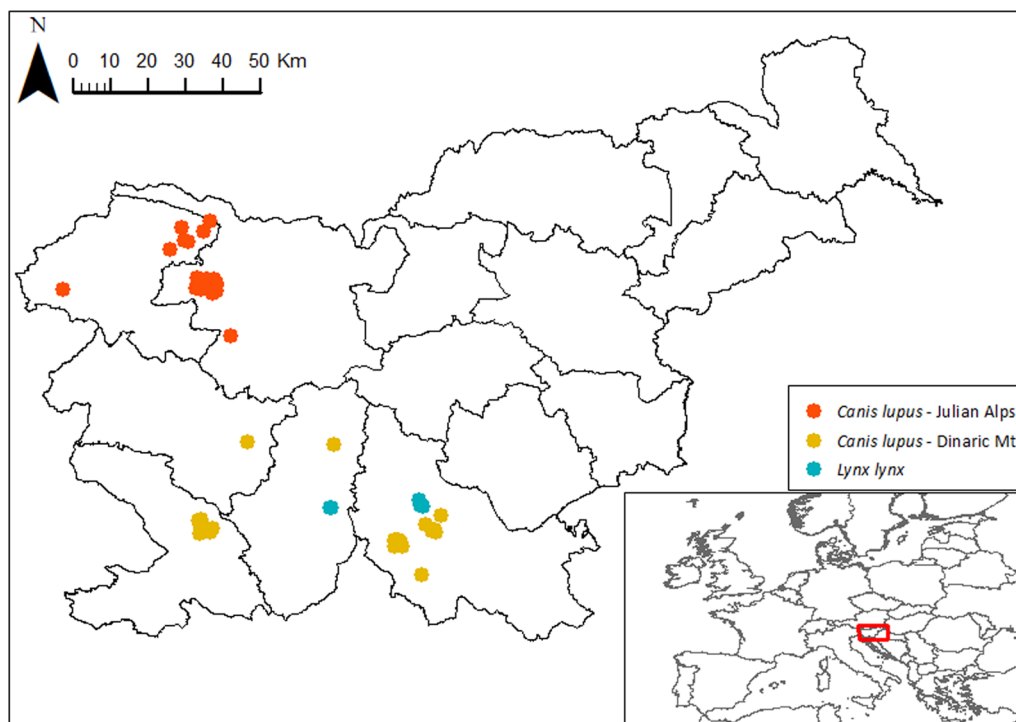 N
0 10 20 30 40 50 Km
Canis lupus - Julian Alps
Canis lupus - Dinaric Mt
Lynx lynx